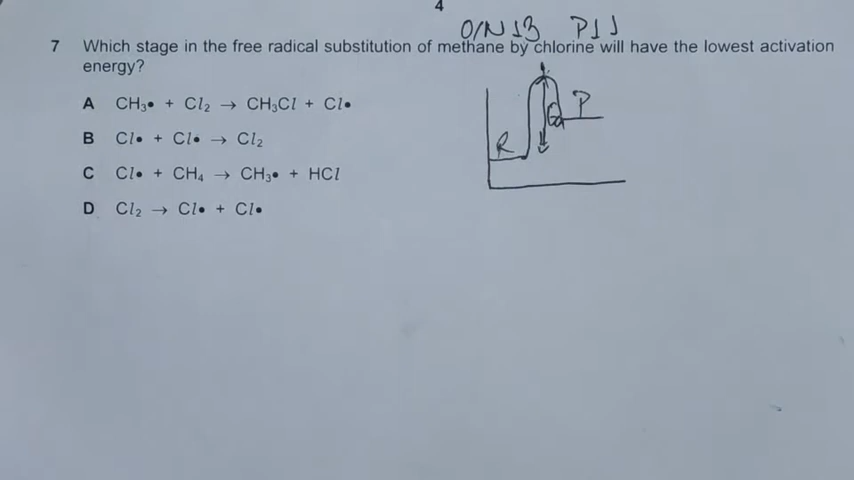 4
O/N 13 P11
7 Which stage in the free radical substitution of methane by chlorine will have the lowest activation
energy?
A CH₃• + Cl₂ → CH₃Cl + Cl•
B Cl• + Cl• → Cl₂
C Cl• + CH₄ → CH₃• + HCl
D Cl₂ → Cl• + Cl•
P
Ea
R